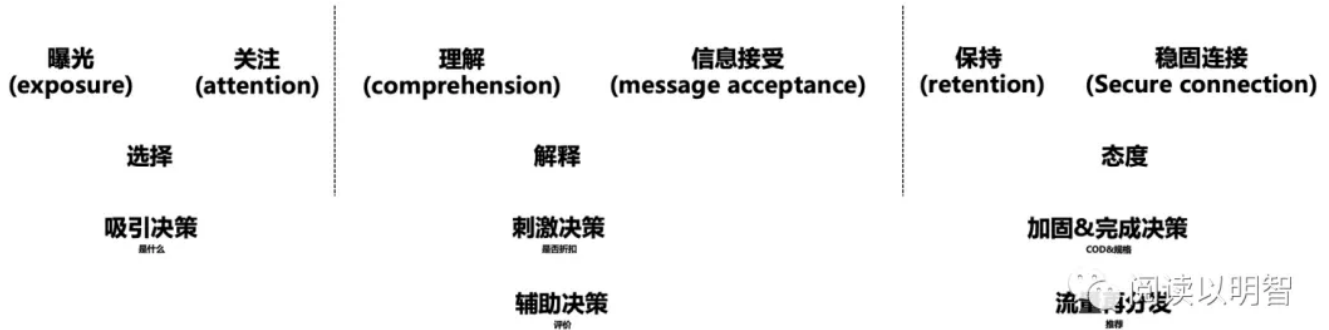 曝光 关注 理解 信息接受 保持 稳固连接
(exposure) (attention) (comprehension) (message acceptance) (retention) (Secure connection)
选择 解释 态度
吸引决策 刺激决策 加固&完成决策
是什么 是否折扣 COD&规格
辅助决策 流量再分发
评价 推荐
阅读以明智